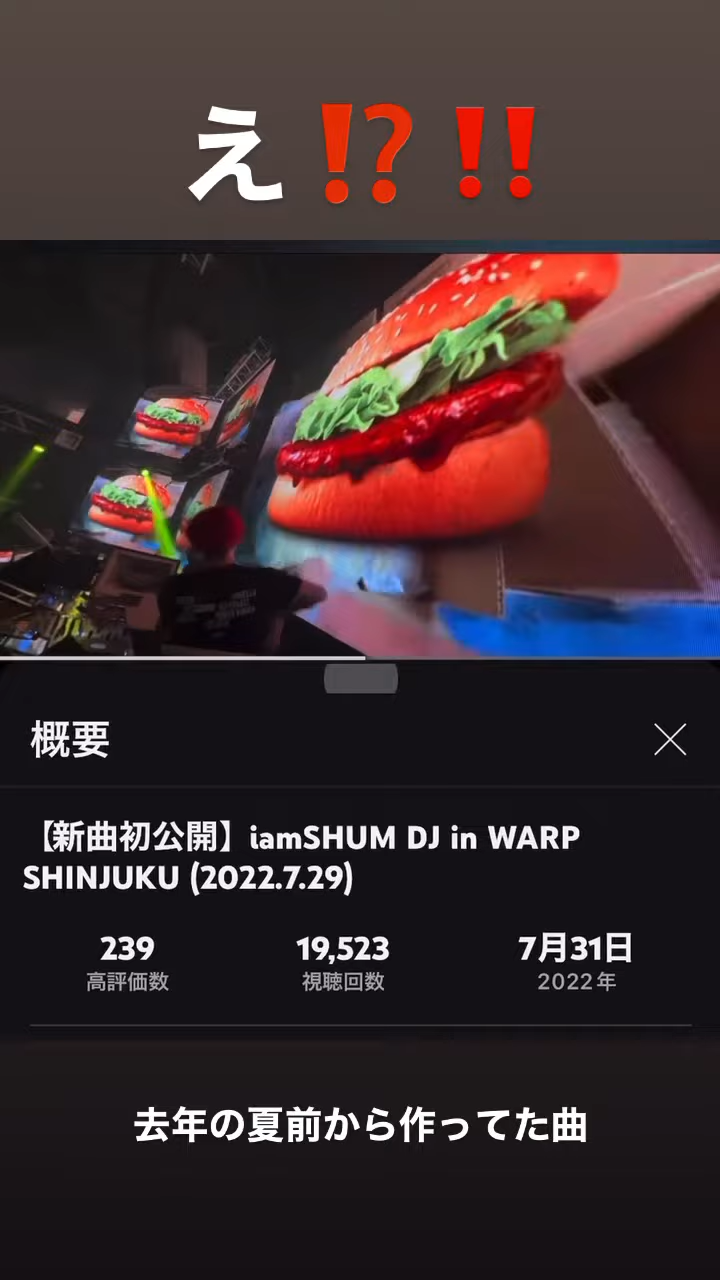 え⁉️‼️
概要
【新曲初公開】iamSHUM DJ in WARP
SHINJUKU (2022.7.29)
239
19,523
7月31日
高評価数
視聴回数
2022年
去年の夏前から作ってた曲